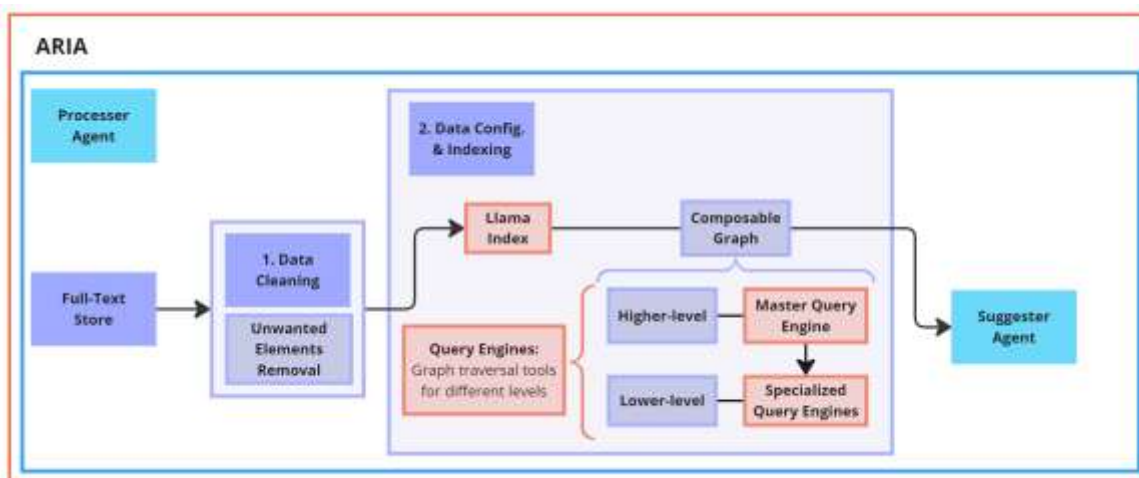 ARIA
Processer
Agent
2. Data Config.
& Indexing
Llama
Index
Composable
Graph
1. Data
Cleaning
Full-Text
Store
Unwanted
Elements
Removal
Higher-level
Master Query
Engine
Suggester
Agent
Query Engines:
Graph traversal tools
for different levels
Lower-level
Specialized
Query Engines